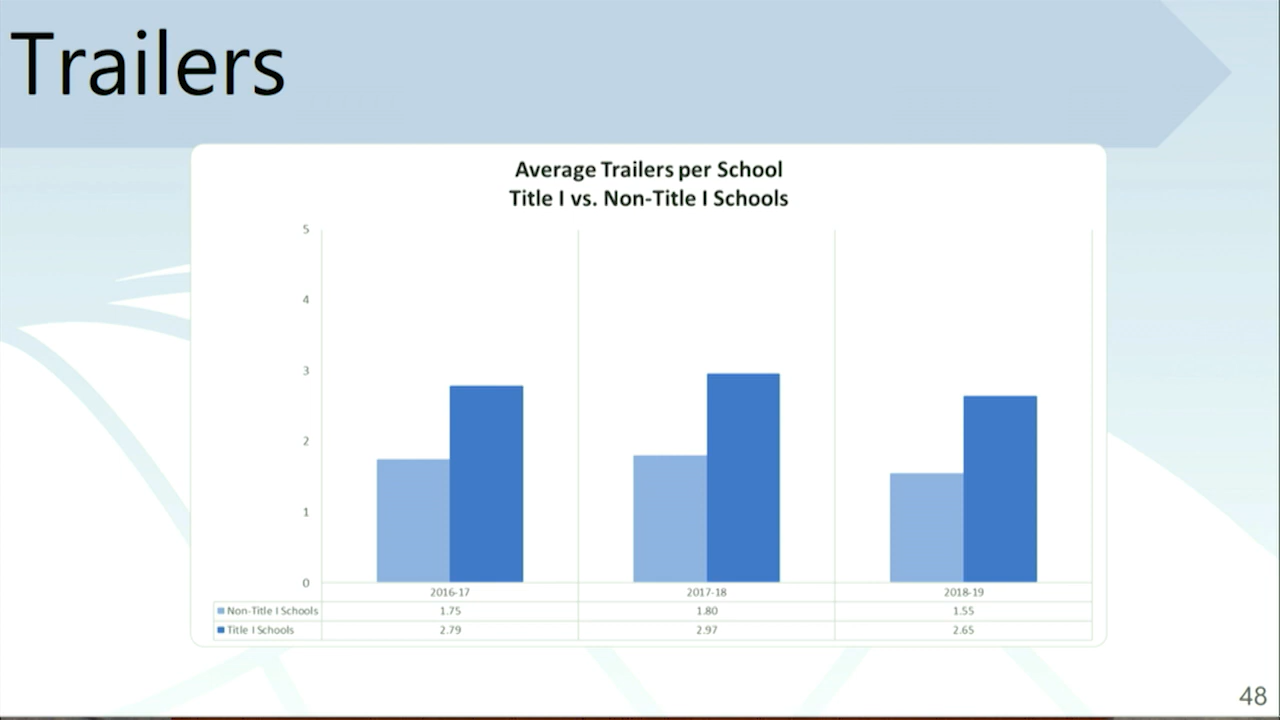 Trailers
Average Trailers per School
Title I vs. Non-Title I Schools
5
4
3
2
1
0
2016-17 2017-18 2018-19
Non-Title I Schools 1.75 1.80 1.55
Title I Schools 2.79 2.97 2.65
48